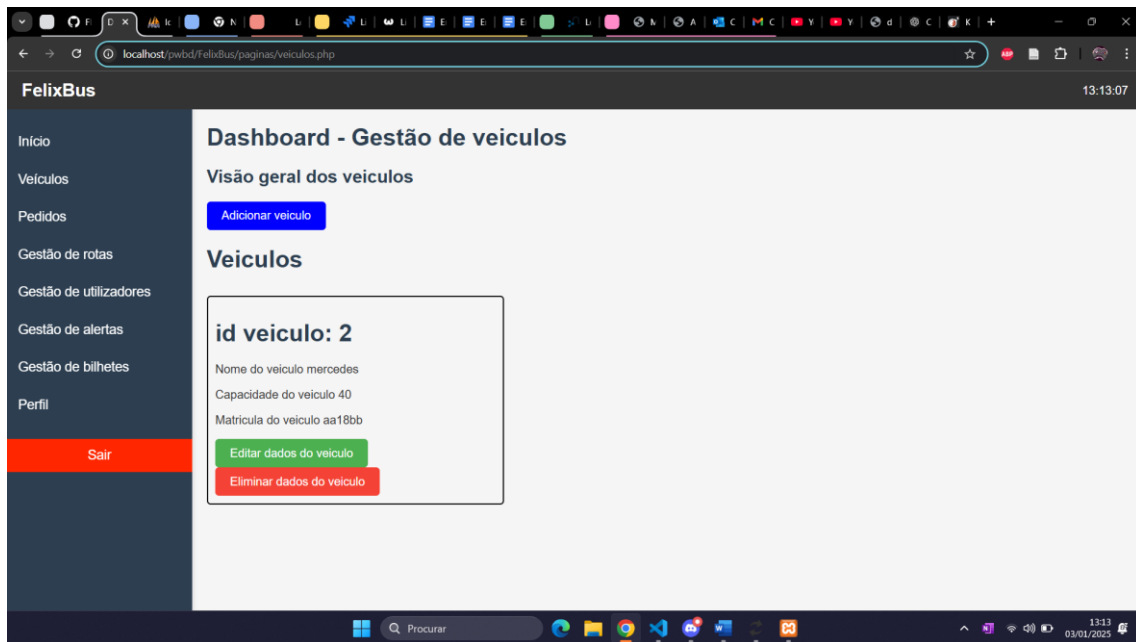 localhost/pwbd/FelixBus/paginas/veiculos.php
FelixBus
13:13:07
Início
Veículos
Pedidos
Gestão de rotas
Gestão de utilizadores
Gestão de alertas
Gestão de bilhetes
Perfil
Sair
Dashboard - Gestão de veiculos
Visão geral dos veiculos
Adicionar veiculo
Veiculos
id veiculo: 2
Nome do veiculo mercedes
Capacidade do veiculo 40
Matricula do veiculo aa18bb
Editar dados do veiculo
Eliminar dados do veiculo
Procurar
13:13
03/01/2025